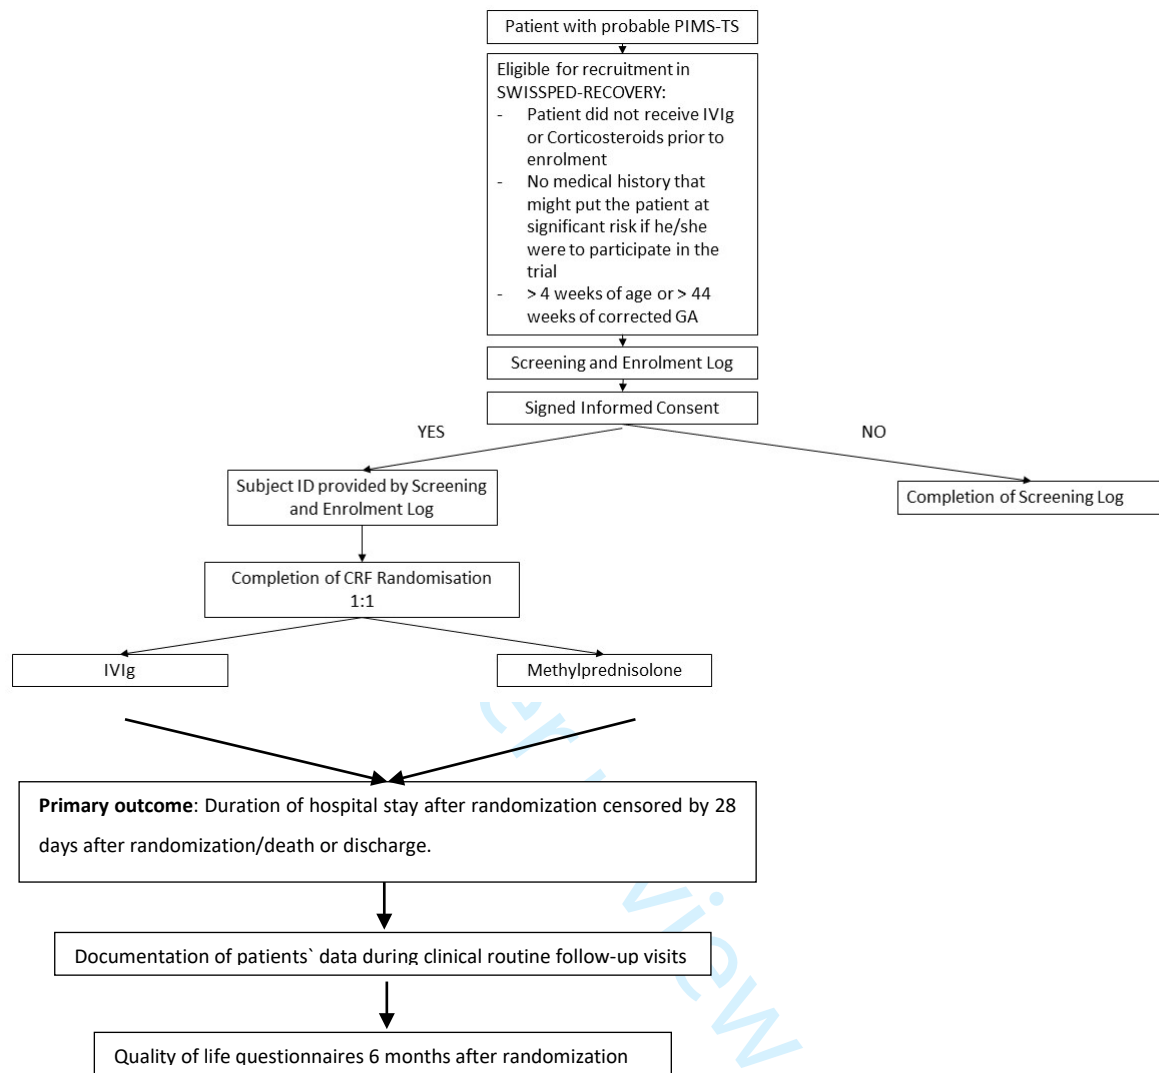 Patient with probable PIMS-TS
Eligible for recruitment in
SWISSPED-RECOVERY:
- Patient did not receive IVIg
or Corticosteroids prior to
enrolment
- No medical history that
might put the patient at
significant risk if he/she
were to participate in the
trial
- > 4 weeks of age or > 44
weeks of corrected GA
Screening and Enrolment Log
Signed Informed Consent
YES
NO
Subject ID provided by Screening
and Enrolment Log
Completion of Screening Log
Completion of CRF Randomisation
1:1
IVIg
Methylprednisolone
Primary outcome: Duration of hospital stay after randomization censored by 28
days after randomization/death or discharge.
Documentation of patients` data during clinical routine follow-up visits
Quality of life questionnaires 6 months after randomization
view